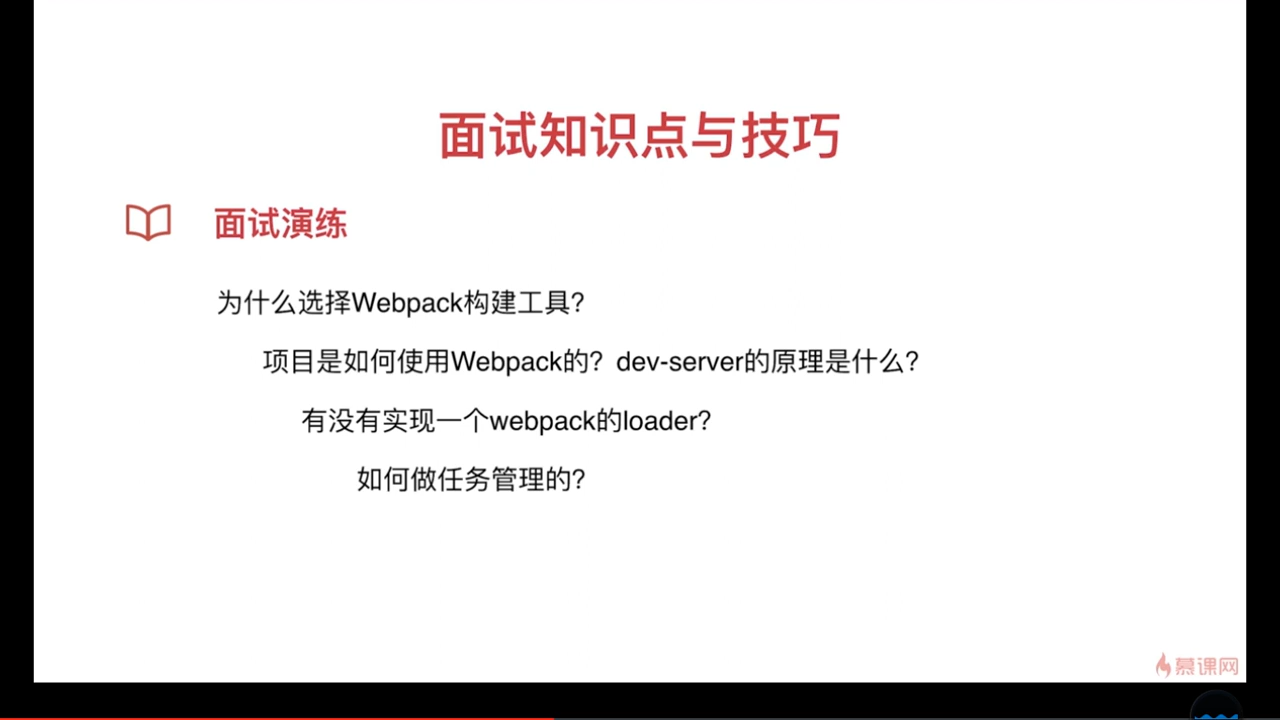 面试知识点与技巧
面试演练
为什么选择Webpack构建工具?
项目是如何使用Webpack的？dev-server的原理是什么?
有没有实现一个webpack的loader?
如何做任务管理的?
慕课网